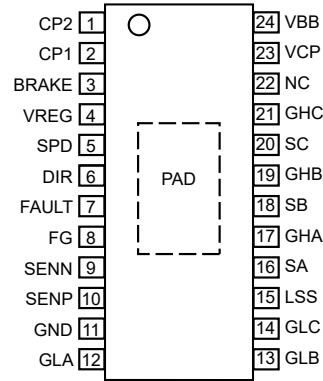 CP2 1 24 VBB
CP1 2 23 VCP
BRAKE 3 22 NC
VREG 4 21 GHC
SPD 5 20 SC
DIR 6 PAD 19 GHB
FAULT 7 18 SB
FG 8 17 GHA
SENN 9 16 SA
SENP 10 15 LSS
GND 11 14 GLC
GLA 12 13 GLB